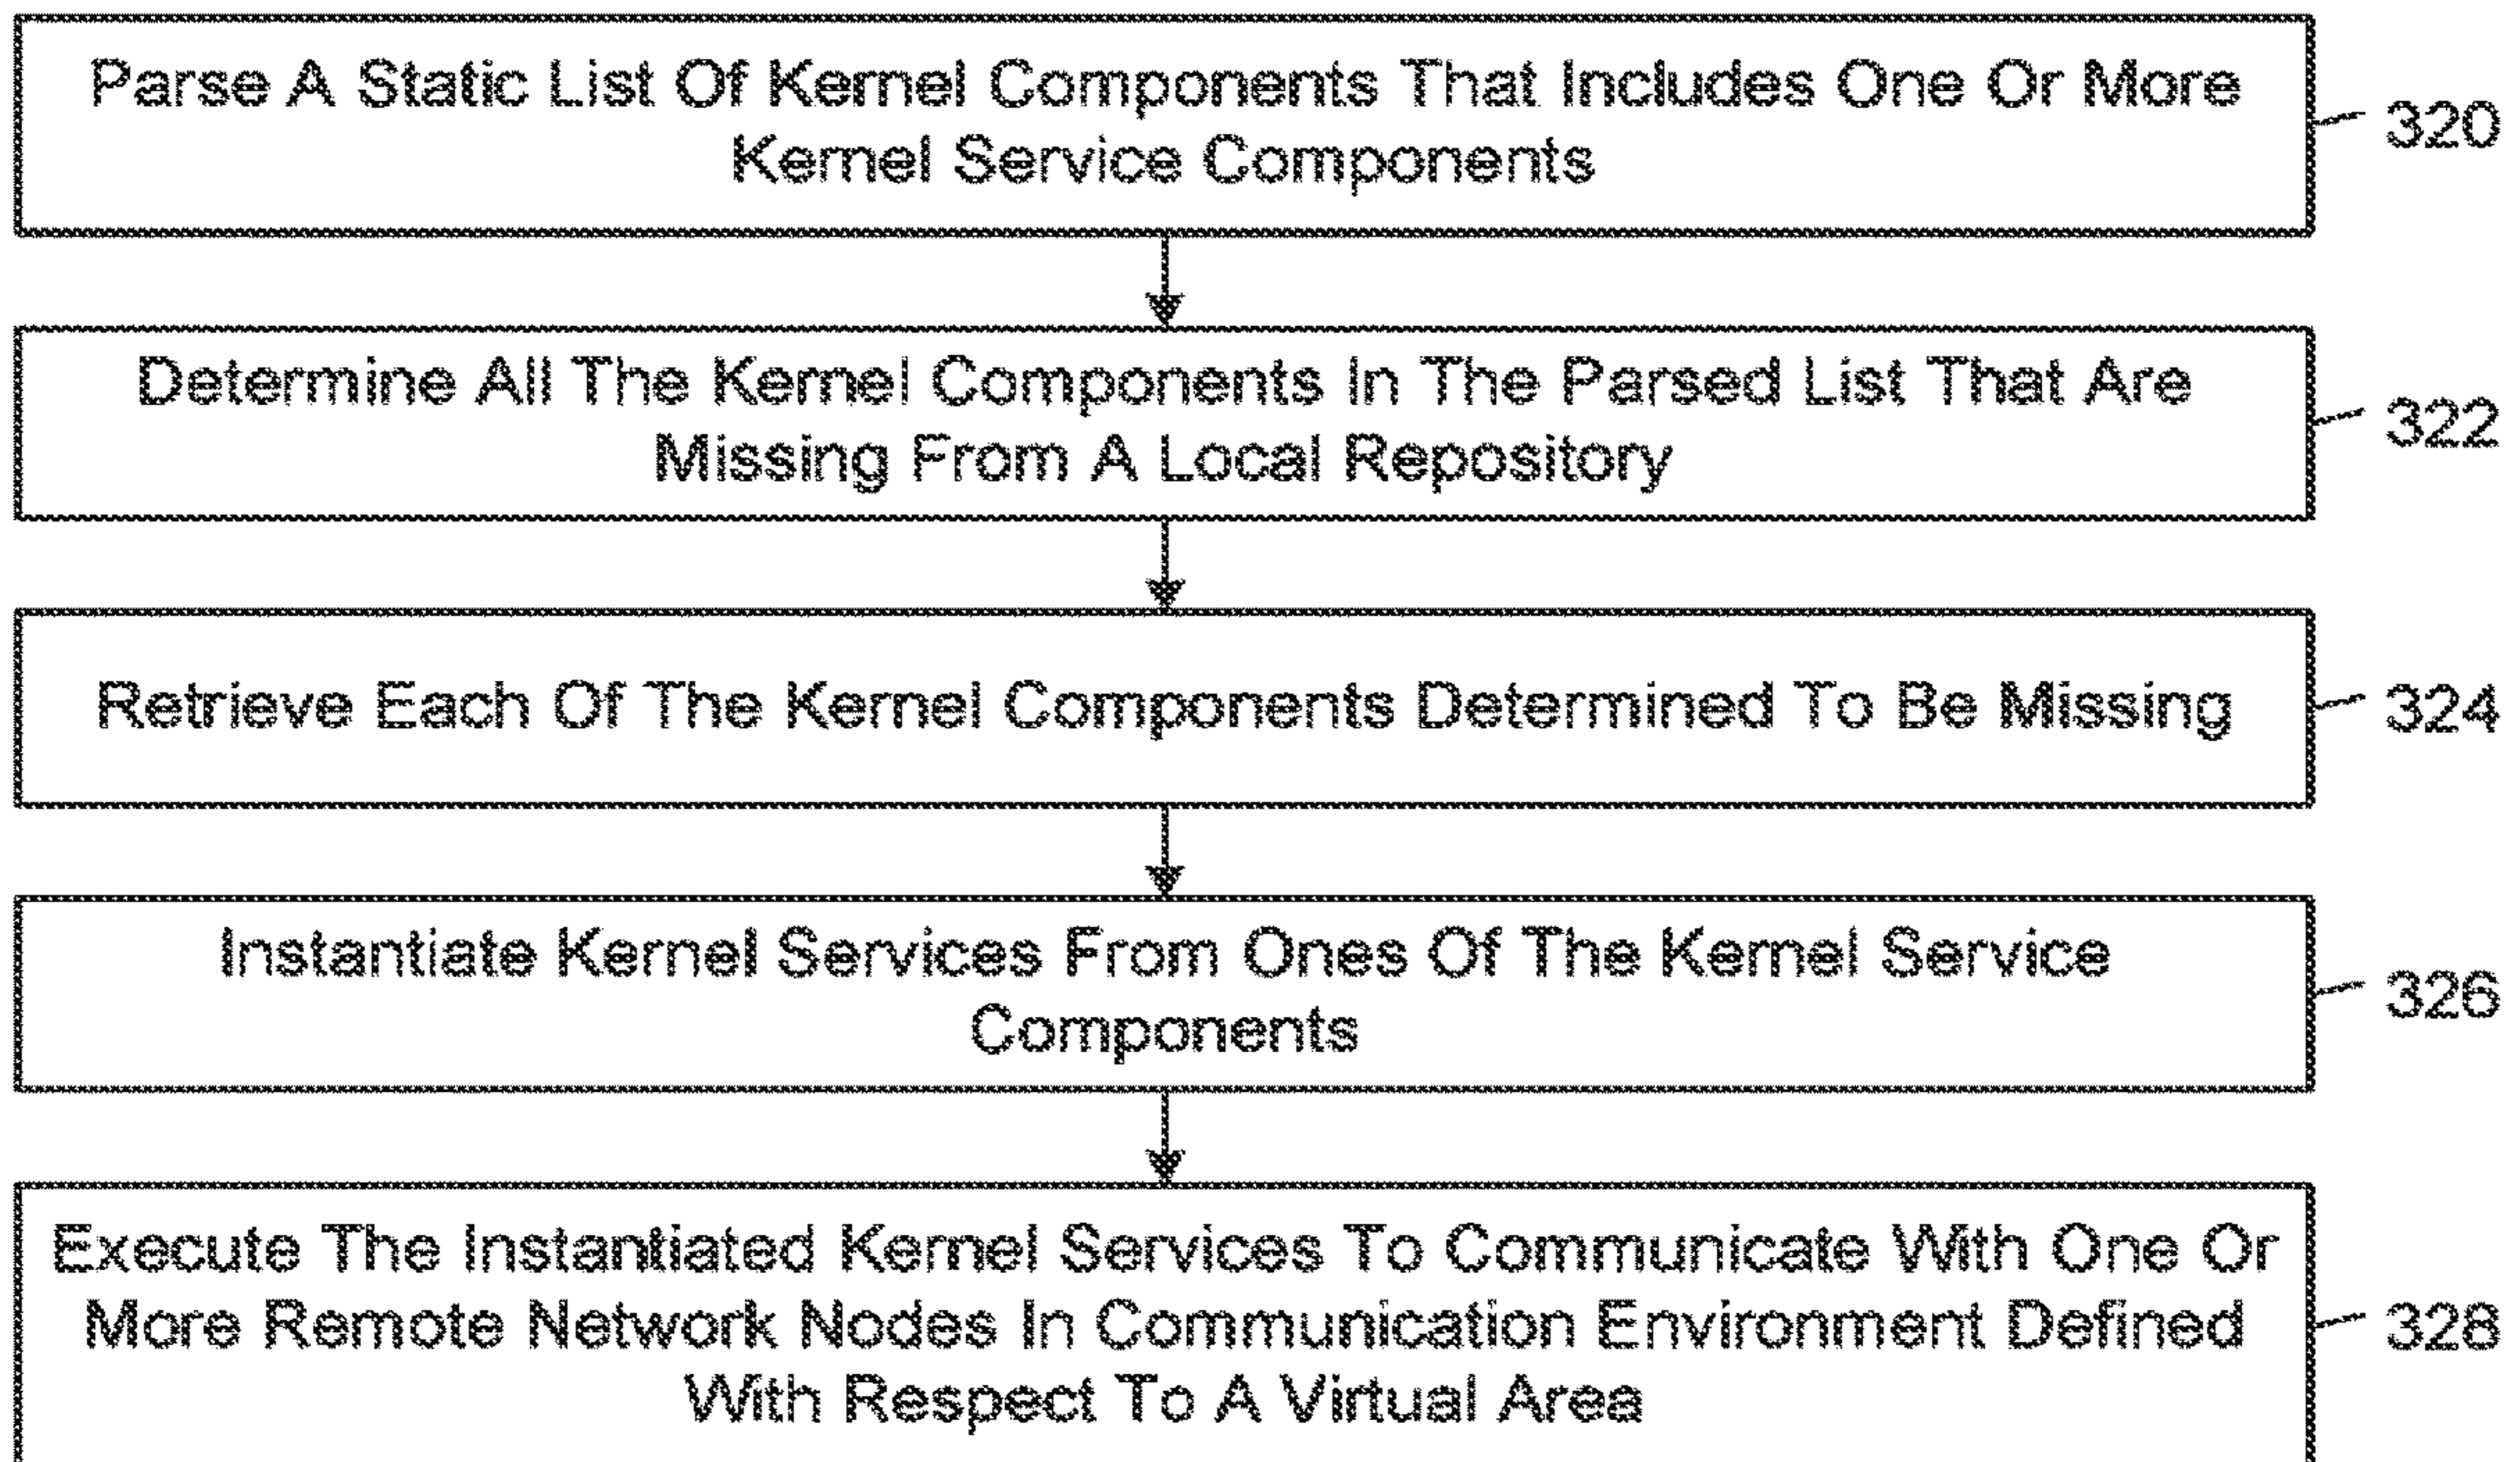 Parse A Static List Of Kernel Components That Includes One Or More
Kernel Service Components
320
Determine All The Kernel Components In The Parsed List That Are
Missing From A Local Repository
322
Retrieve Each Of The Kernel Components Determined To Be Missing
324
Instantiate Kernel Services From Ones Of The Kernel Service
Components
326
Execute The Instantiated Kernel Services To Communicate With One Or
More Remote Network Nodes In Communication Environment Defined
With Respect To A Virtual Area
328